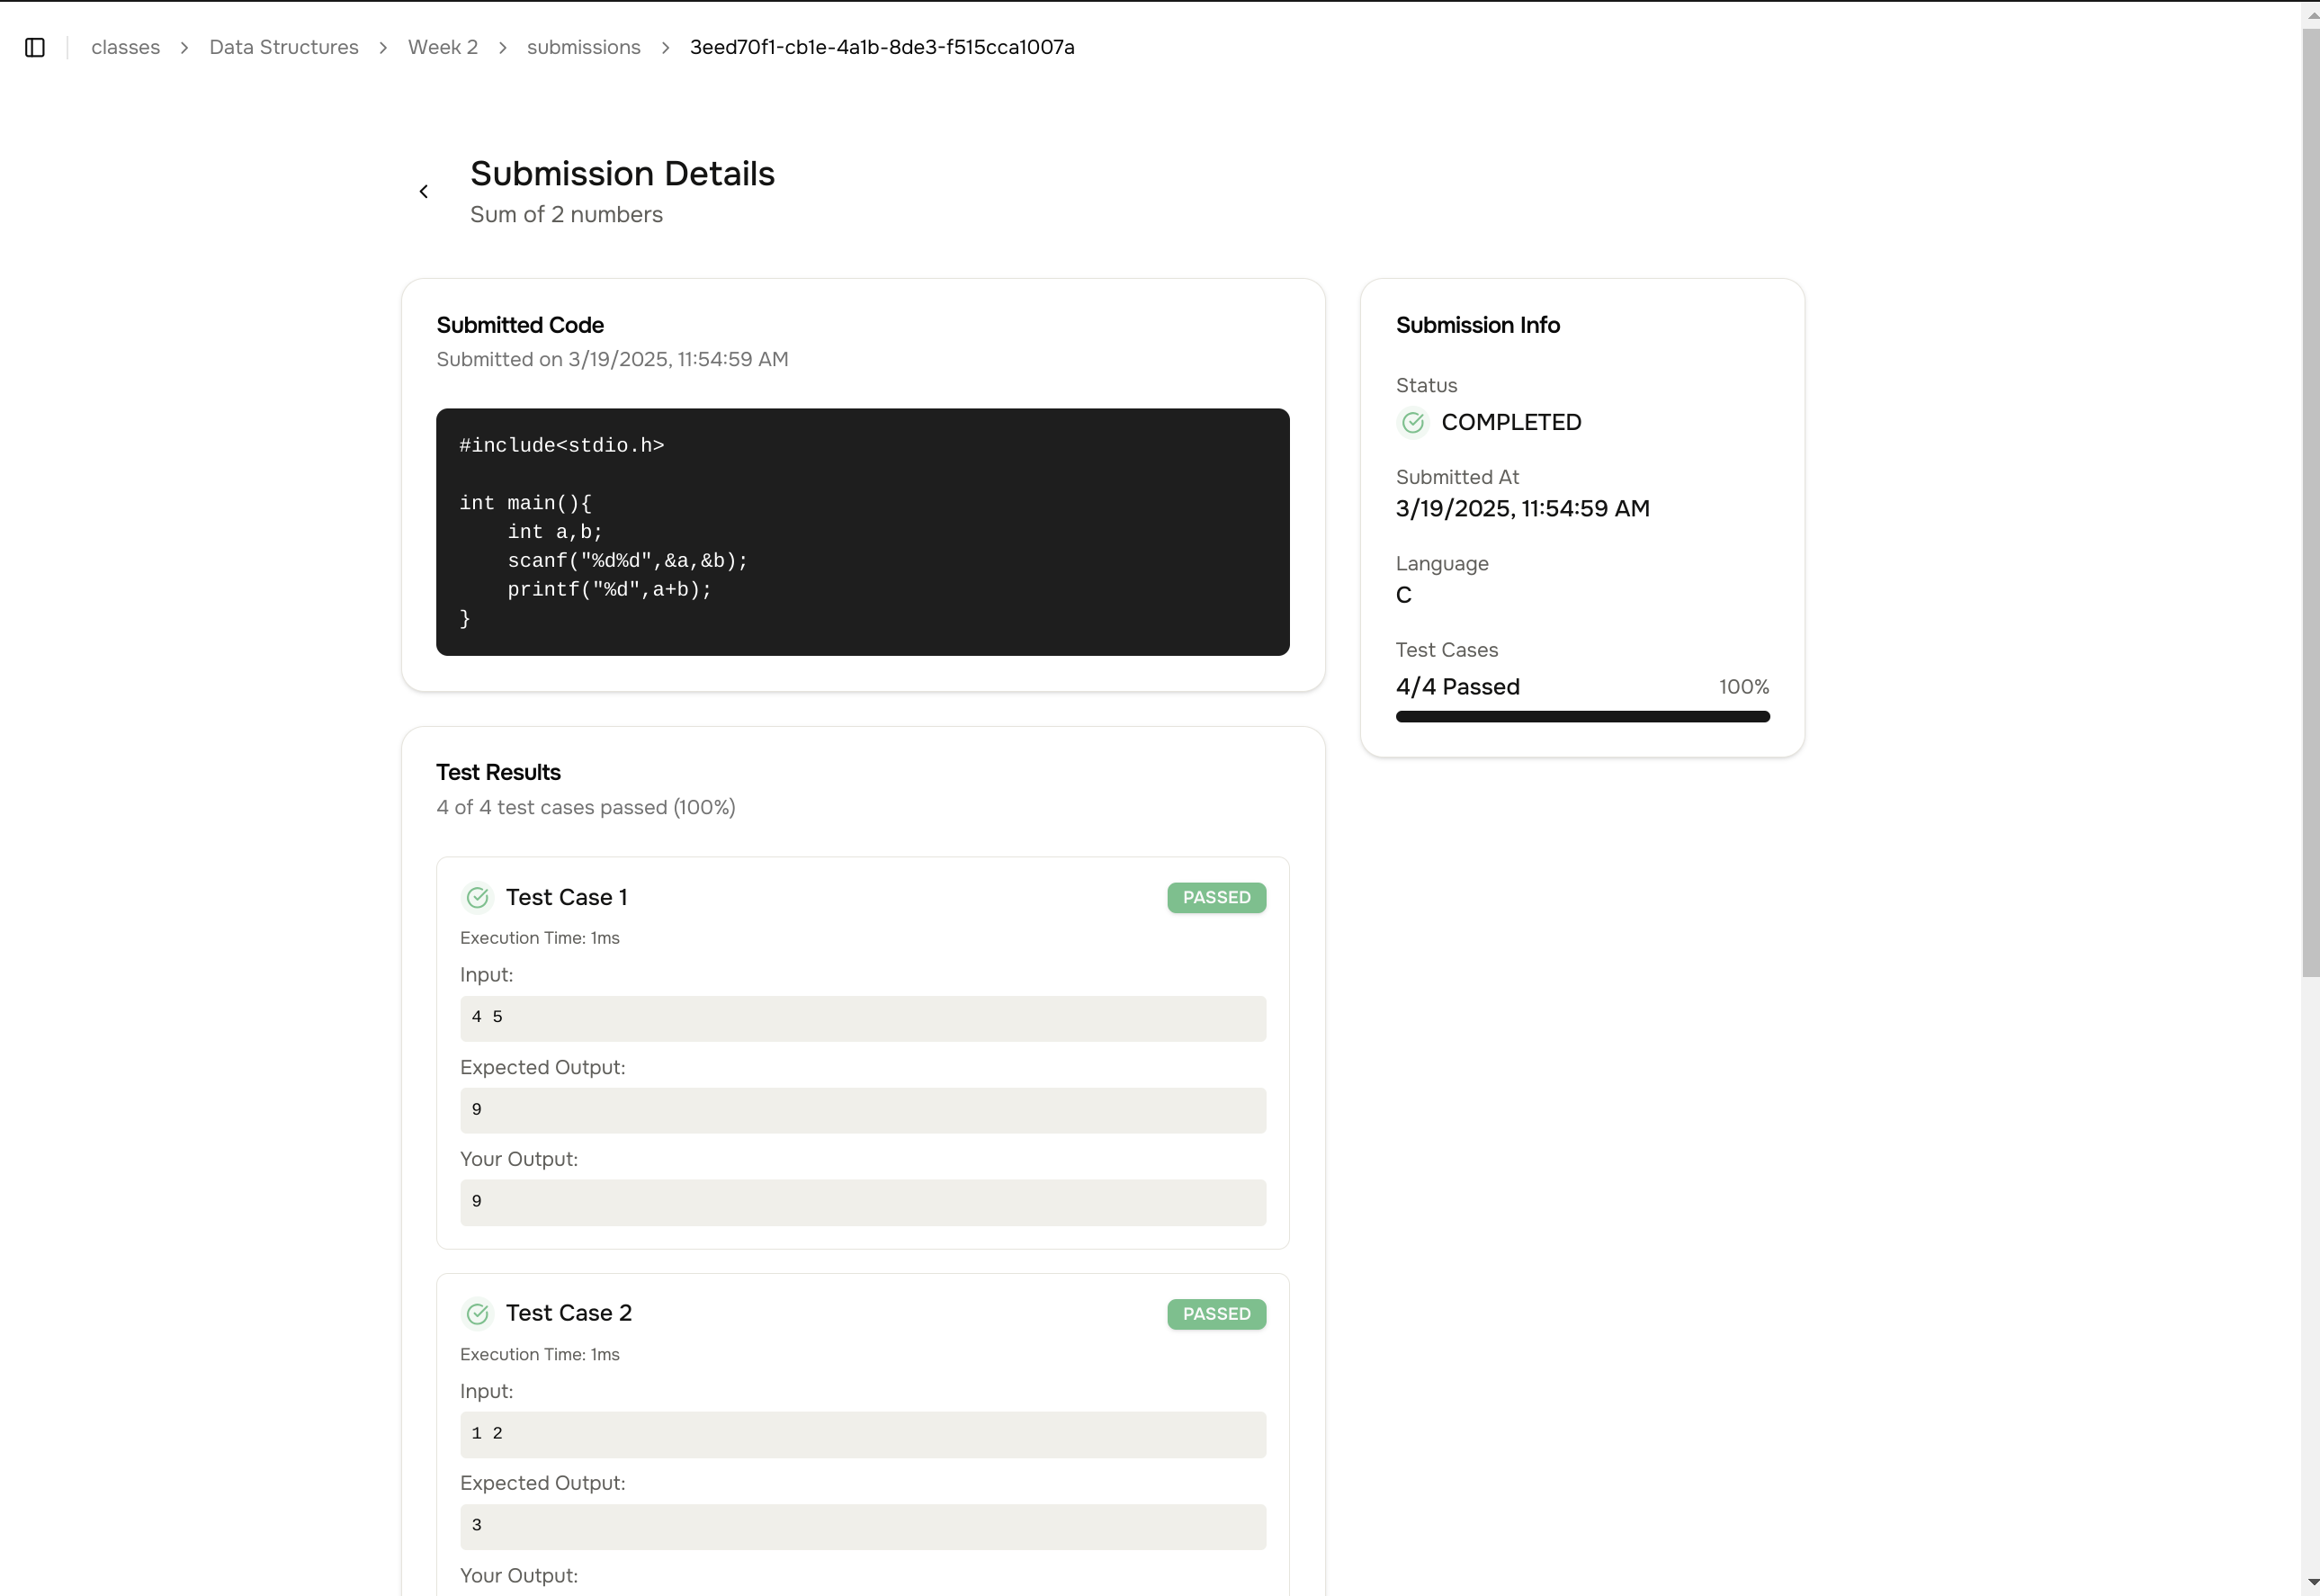 classes > Data Structures > Week 2 > submissions > 3eed70f1-cb1e-4a1b-8de3-f515cca1007a
Submission Details
Sum of 2 numbers
Submitted Code
Submitted on 3/19/2025, 11:54:59 AM
#include<stdio.h>
int main(){
    int a,b;
    scanf("%d%d",&a,&b);
    printf("%d",a+b);
}
Submission Info
Status
COMPLETED
Submitted At
3/19/2025, 11:54:59 AM
Language
C
Test Cases
4/4 Passed 100%
Test Results
4 of 4 test cases passed (100%)
Test Case 1 PASSED
Execution Time: 1ms
Input:
4 5
Expected Output:
9
Your Output:
9
Test Case 2 PASSED
Execution Time: 1ms
Input:
1 2
Expected Output:
3
Your Output: